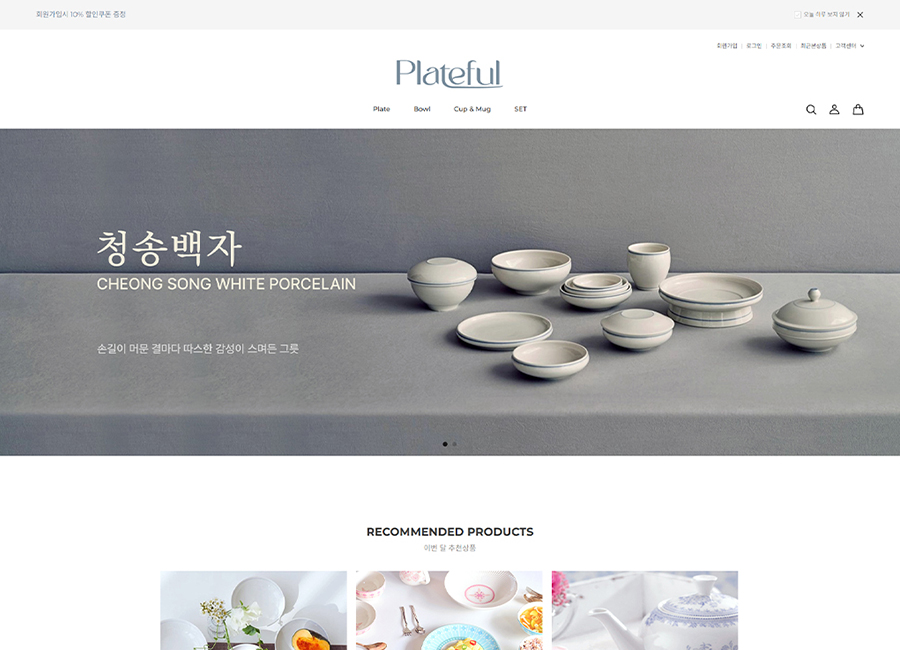 회원가입시 10% 할인쿠폰 증정
오늘 하루 보지 않기
회원가입 | 로그인 | 주문조회 | 최근본상품 | 고객센터
Plateful
Plate Bowl Cup & Mug SET
청송백자
CHEONG SONG WHITE PORCELAIN
손길이 머문 결마다 따스한 감성이 스며든 그릇
RECOMMENDED PRODUCTS
이번 달 추천상품